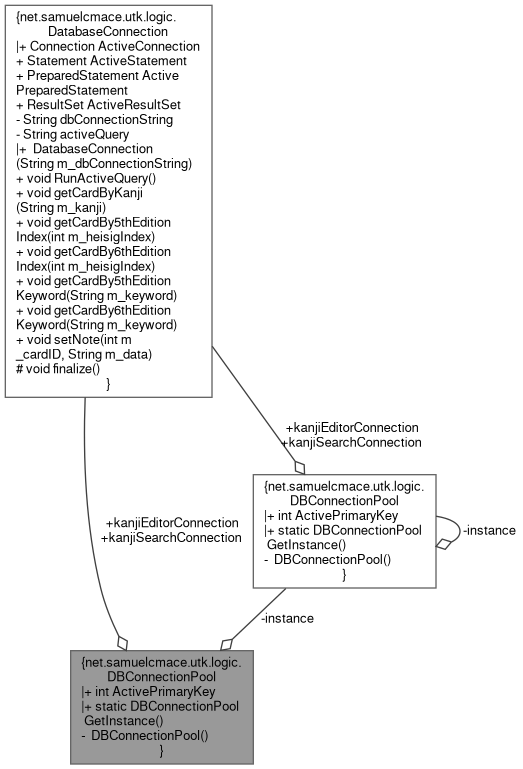 {net.samuelcmace.utk.logic.
DatabaseConnection
|+ Connection ActiveConnection
+ Statement ActiveStatement
+ PreparedStatement Active
PreparedStatement
+ ResultSet ActiveResultSet
- String dbConnectionString
- String activeQuery
|+  DatabaseConnection
(String m_dbConnectionString)
+ void RunActiveQuery()
+ void getCardByKanji
(String m_kanji)
+ void getCardBy5thEdition
Index(int m_heisigIndex)
+ void getCardBy6thEdition
Index(int m_heisigIndex)
+ void getCardBy5thEdition
Keyword(String m_keyword)
+ void getCardBy6thEdition
Keyword(String m_keyword)
+ void setNote(int m
_cardID, String m_data)
# void finalize()
}
+kanjiEditorConnection
+kanjiSearchConnection
{net.samuelcmace.utk.logic.
DBConnectionPool
|+ int ActivePrimaryKey
|+ static DBConnectionPool
GetInstance()
-  DBConnectionPool()
}
-instance
+kanjiEditorConnection
+kanjiSearchConnection
-instance
{net.samuelcmace.utk.logic.
DBConnectionPool
|+ int ActivePrimaryKey
|+ static DBConnectionPool
GetInstance()
-  DBConnectionPool()
}